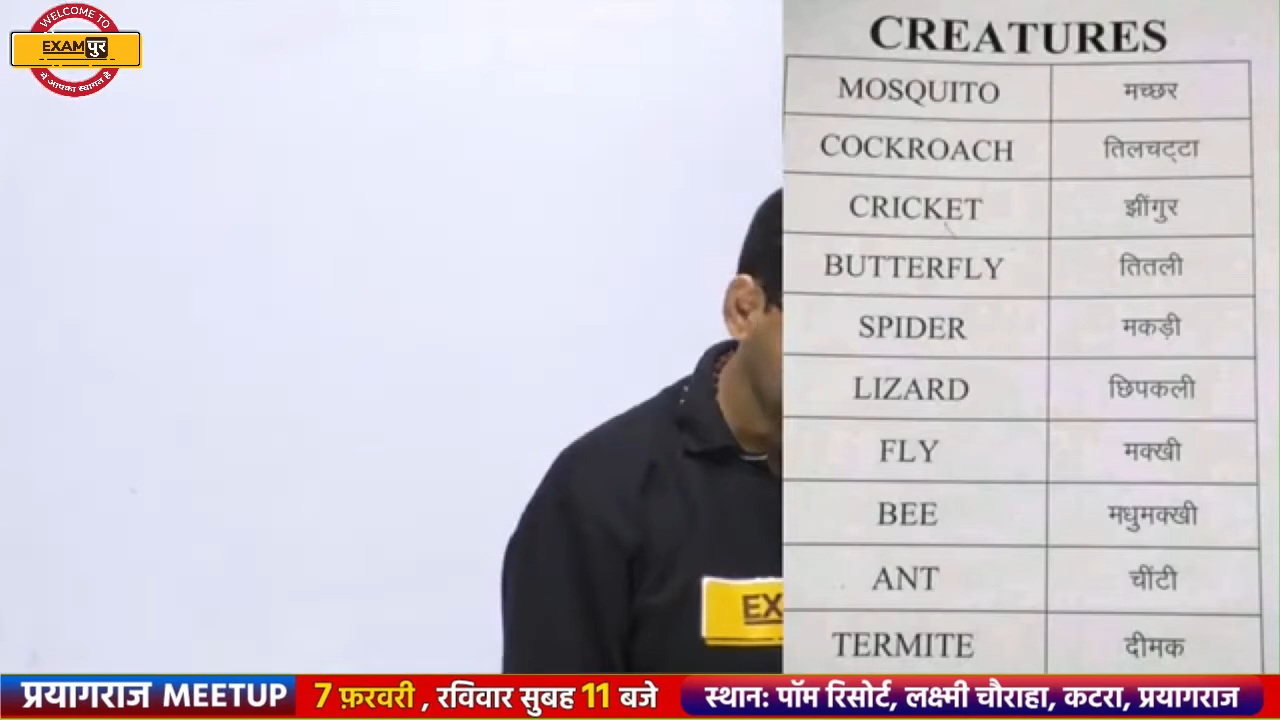 WELCOME TO
EXAMपुर
में आपका स्वागत है
CREATURES
MOSQUITO मच्छर
COCKROACH तिलचट्टा
CRICKET झींगुर
BUTTERFLY तितली
SPIDER मकड़ी
LIZARD छिपकली
FLY मक्खी
BEE मधुमक्खी
ANT चींटी
TERMITE दीमक
EX
प्रयागराज MEETUP 7 फ़रवरी , रविवार सुबह 11 बजे स्थान: पॉम रिसोर्ट, लक्ष्मी चौराहा, कटरा, प्रयागराज